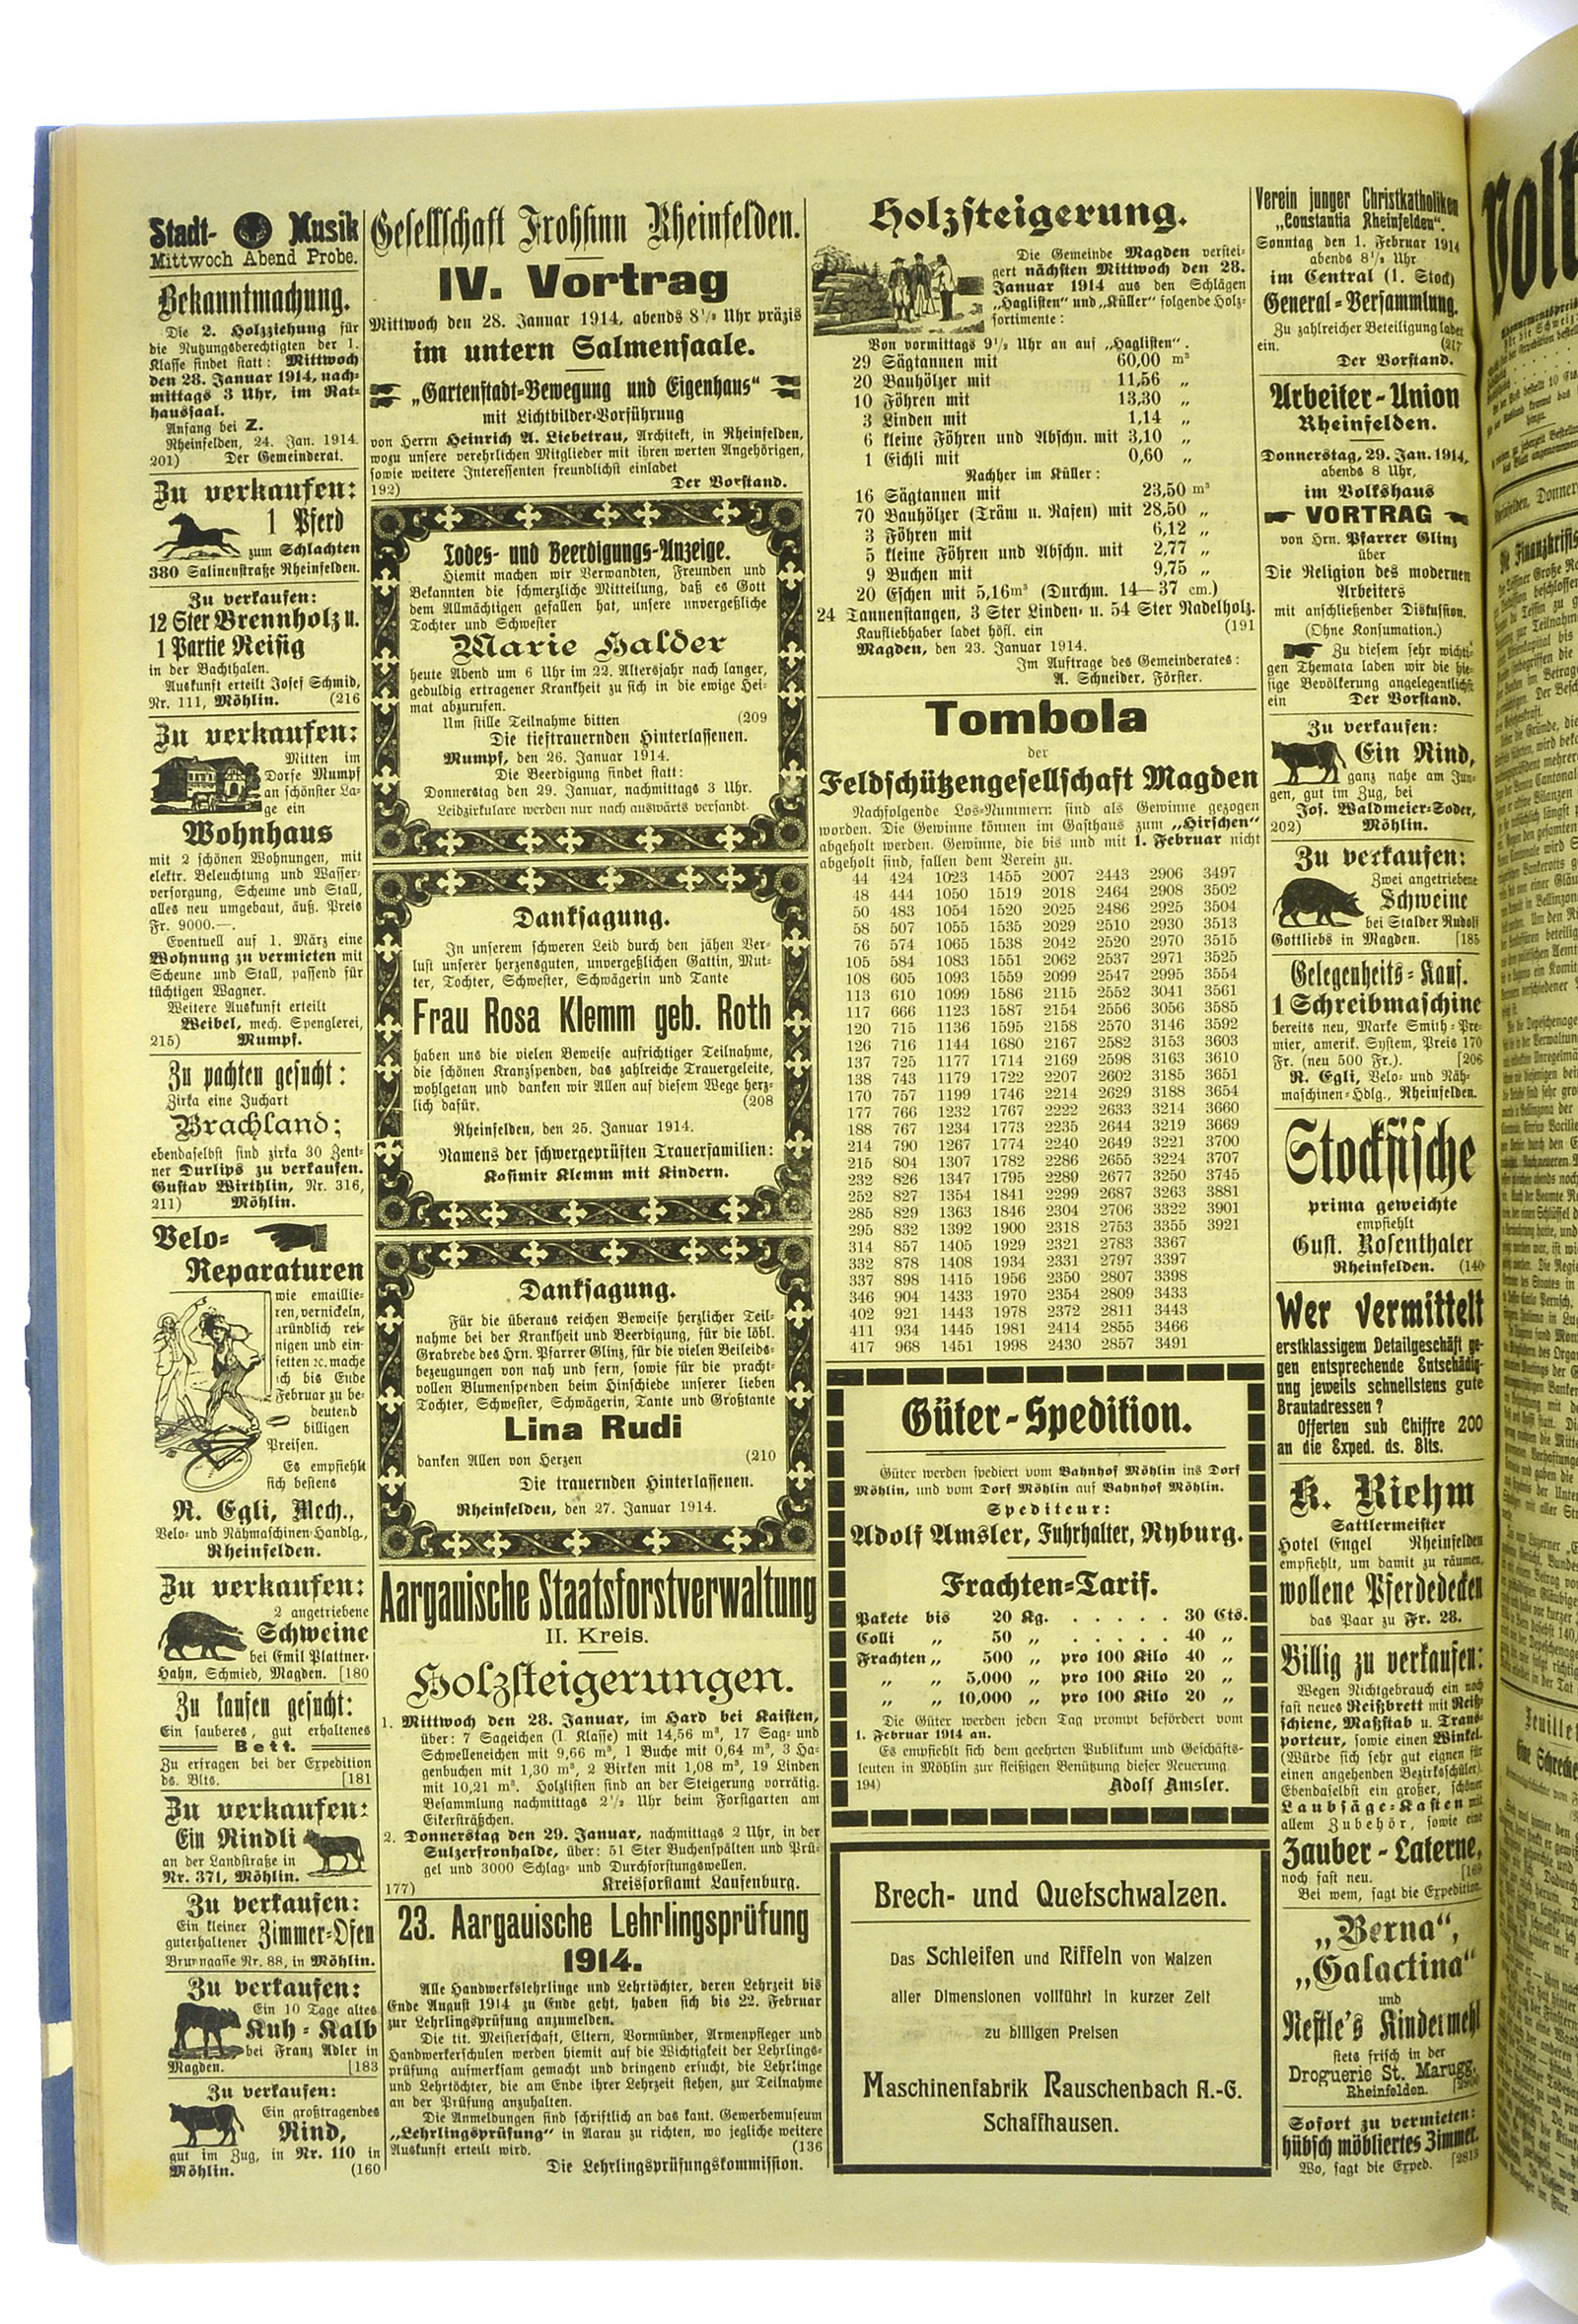 Stadt- Musik
Mittwoch Abend Probe.
Bekanntmachung.
Die 2. Holzziehung für
die Nutzungsberechtigten der 1.
Klasse findet statt: Mittwoch
den 28. Januar 1914, nach-
mittags 3 Uhr, im Rat-
haussaal.
Anfang bei Z.
Rheinfelden, 24. Jan. 1914.
201) Der Gemeinderat.
Zu verkaufen:
1 Pferd
zum Schlachten
380 Salinenstraße Rheinfelden.
Zu verkaufen:
12 Ster Brennholz u.
1 Partie Reisig
in der Bachthalen.
Auskunft erteilt Josef Schmid,
Nr. 111, Möhlin. (216
Zu verkaufen:
Mitten im
Dorfe Mumpf
an schönster La-
ge ein
Wohnhaus
mit 2 schönen Wohnungen, mit
elektr. Beleuchtung und Wasser-
versorgung, Scheune und Stall,
alles neu umgebaut, äuß. Preis
Fr. 9000.—.
Eventuell auf 1. März eine
Wohnung zu vermieten mit
Scheune und Stall, passend für
tüchtigen Wagner.
Weitere Auskunft erteilt
Weibel, mech. Spenglerei,
215) Mumpf.
Zu pachten gesucht:
Zirka eine Juchart
Brachland;
ebendaselbst sind zirka 30 Zent-
ner Durlips zu verkaufen.
Gustav Wirthlin, Nr. 316,
211) Möhlin.
Velo-
Reparaturen
wie emaillie-
ren, vernickeln,
gründlich rei-
nigen und ein-
fetten ꝛc. mache
ich bis Ende
Februar zu be-
deutend
billigen
Preisen.
Es empfiehlt
sich bestens
R. Egli, Mech.,
Velo- und Nähmaschinen-Handlg.,
Rheinfelden.
Zu verkaufen:
2 angetriebene
Schweine
bei Emil Plattner-
Hahn, Schmied, Magden. [180
Zu kaufen gesucht:
Ein sauberes, gut erhaltenes
Bett.
Zu erfragen bei der Expedition
ds. Blts. [181
Zu verkaufen:
Ein Rindli
an der Landstraße in
Nr. 371, Möhlin.
Zu verkaufen:
Ein kleiner
guterhaltener Zimmer-Ofen
Brunngasse Nr. 88, in Möhlin.
Zu verkaufen:
Ein 10 Tage altes
Kuh-Kalb
bei Franz Adler in
Magden. [183
Zu verkaufen:
Ein großtragendes
Rind,
gut im Zug, in Nr. 110 in
Möhlin. (160
Gesellschaft Frohsinn Rheinfelden.
IV. Vortrag
Mittwoch den 28. Januar 1914, abends 8½ Uhr präzis
im untern Salmensaale.
„Gartenstadt-Bewegung und Eigenhaus“
mit Lichtbilder-Vorführung
von Herrn Heinrich A. Liebetrau, Architekt, in Rheinfelden,
wozu unsere verehrlichen Mitglieder mit ihren werten Angehörigen,
sowie weitere Interessenten freundlichst einladet
192) Der Vorstand.
Todes- und Beerdigungs-Anzeige.
Hiemit machen wir Verwandten, Freunden und
Bekannten die schmerzliche Mitteilung, daß es Gott
dem Allmächtigen gefallen hat, unsere unvergeßliche
Tochter und Schwester
Marie Halder
heute Abend um 6 Uhr im 22. Altersjahr nach langer,
geduldig ertragener Krankheit zu sich in die ewige Hei-
mat abzurufen.
Um stille Teilnahme bitten (209
Die tieftrauernden Hinterlassenen.
Mumpf, den 26. Januar 1914.
Die Beerdigung findet statt:
Donnerstag den 29. Januar, nachmittags 3 Uhr.
Leidzirkulare werden nur nach auswärts versandt.
Danksagung.
In unserem schweren Leid durch den jähen Ver-
lust unserer herzensguten, unvergeßlichen Gattin, Mut-
ter, Tochter, Schwester, Schwägerin und Tante
Frau Rosa Klemm geb. Roth
haben uns die vielen Beweise aufrichtiger Teilnahme,
die schönen Kranzspenden, das zahlreiche Trauergeleite,
wohlgetan und danken wir Allen auf diesem Wege herz-
lich dafür. (208
Rheinfelden, den 25. Januar 1914.
Namens der schwergeprüften Trauerfamilien:
Kasimir Klemm mit Kindern.
Danksagung.
Für die überaus reichen Beweise herzlicher Teil-
nahme bei der Krankheit und Beerdigung, für die löbl.
Grabrede des Hrn. Pfarrer Glinz, für die vielen Beileids-
bezeugungen von nah und fern, sowie für die pracht-
vollen Blumenspenden beim Hinschiede unserer lieben
Tochter, Schwester, Schwägerin, Tante und Großtante
Lina Rudi
danken Allen von Herzen (210
Die trauernden Hinterlassenen.
Rheinfelden, den 27. Januar 1914.
Aargauische Staatsforstverwaltung
II. Kreis.
Holzsteigerungen.
1. Mittwoch den 28. Januar, im Hard bei Kaisten,
über: 7 Sageichen (I. Klasse) mit 14,56 m³, 17 Sag- und
Schwelleneichen mit 9,66 m³, 1 Buche mit 0,64 m³, 3 Ha-
genbuchen mit 1,30 m³, 2 Birken mit 1,08 m³, 19 Linden
mit 10,21 m³. Holzlisten sind an der Steigerung vorrätig.
Besammlung nachmittags 2½ Uhr beim Forstgarten am
Eikersträßchen.
2. Donnerstag den 29. Januar, nachmittags 2 Uhr, in der
Sulzerfronhalde, über: 51 Ster Buchenspälten und Prü-
gel und 3000 Schlag- und Durchforstungswellen.
177) Kreisforstamt Laufenburg.
23. Aargauische Lehrlingsprüfung
1914.
Alle Handwerkslehrlinge und Lehrtöchter, deren Lehrzeit bis
Ende August 1914 zu Ende geht, haben sich bis 22. Februar
zur Lehrlingsprüfung anzumelden.
Die tit. Meisterschaft, Eltern, Vormünder, Armenpfleger und
Handwerkerschulen werden hiemit auf die Wichtigkeit der Lehrlings-
prüfung aufmerksam gemacht und dringend ersucht, die Lehrlinge
und Lehrtöchter, die am Ende ihrer Lehrzeit stehen, zur Teilnahme
an der Prüfung anzuhalten.
Die Anmeldungen sind schriftlich an das kant. Gewerbemuseum
„Lehrlingsprüfung“ in Aarau zu richten, wo jegliche weitere
Auskunft erteilt wird. (136
Die Lehrlingsprüfungskommission.
Holzsteigerung.
Die Gemeinde Magden verstei-
gert nächsten Mittwoch den 28.
Januar 1914 aus den Schlägen
„Haglisten“ und „Küller“ folgende Holz-
sortimente:
Von vormittags 9½ Uhr an auf „Haglisten“.
29 Sägtannen mit 60,00 m³
20 Bauhölzer mit 11,56 „
10 Föhren mit 13,30 „
3 Linden mit 1,14 „
6 kleine Föhren und Abschn. mit 3,10 „
1 Eichli mit 0,60 „
Nachher im Küller:
16 Sägtannen mit 23,50 m³
70 Bauhölzer (Träm u. Rafen) mit 28,50 „
3 Föhren mit 6,12 „
5 kleine Föhren und Abschn. mit 2,77 „
9 Buchen mit 9,75 „
20 Eschen mit 5,16m³ (Durchm. 14—37 cm.)
24 Tannenstangen, 3 Ster Linden- u. 54 Ster Nadelholz.
Kaufliebhaber ladet höfl. ein (191
Magden, den 23. Januar 1914.
Im Auftrage des Gemeinderates:
A. Schneider, Förster.
Tombola
der
Feldschützengesellschaft Magden
Nachfolgende Los-Nummern sind als Gewinne gezogen
worden. Die Gewinne können im Gasthaus zum „Hirschen“
abgeholt werden. Gewinne, die bis und mit 1. Februar nicht
abgeholt sind, fallen dem Verein zu.
44 424 1023 1455 2007 2443 2906 3497
48 444 1050 1519 2018 2464 2908 3502
50 483 1054 1520 2025 2486 2925 3504
58 507 1055 1535 2029 2510 2930 3513
76 574 1065 1538 2042 2520 2970 3515
105 584 1083 1551 2062 2537 2971 3525
108 605 1093 1559 2099 2547 2995 3554
113 610 1099 1586 2115 2552 3041 3561
117 666 1123 1587 2154 2556 3056 3585
120 715 1136 1595 2158 2570 3146 3592
126 716 1144 1680 2167 2582 3153 3603
137 725 1177 1714 2169 2598 3163 3610
138 743 1179 1722 2207 2602 3185 3651
170 757 1199 1746 2214 2629 3188 3654
177 766 1232 1767 2222 2633 3214 3660
188 767 1234 1773 2235 2644 3219 3669
214 790 1267 1774 2240 2649 3221 3700
215 804 1307 1782 2286 2655 3224 3707
232 826 1347 1795 2289 2677 3250 3745
252 827 1354 1841 2299 2687 3263 3881
285 829 1363 1846 2304 2706 3322 3901
295 832 1392 1900 2318 2753 3355 3921
314 857 1405 1929 2321 2783 3367
332 878 1408 1934 2331 2797 3397
337 898 1415 1956 2350 2807 3398
346 904 1433 1970 2354 2809 3433
402 921 1443 1978 2372 2811 3443
411 934 1445 1981 2414 2855 3466
417 968 1451 1998 2430 2857 3491
Güter-Spedition.
Güter werden spediert vom Bahnhof Möhlin ins Dorf
Möhlin, und vom Dorf Möhlin auf Bahnhof Möhlin.
Spediteur:
Adolf Amsler, Fuhrhalter, Ryburg.
Frachten-Tarif.
Pakete bis 20 Kg. . . . . . 30 Cts.
Colli „ 50 „ . . . . . 40 „
Frachten „ 500 „ pro 100 Kilo 40 „
„ „ 5,000 „ pro 100 Kilo 20 „
„ „ 10,000 „ pro 100 Kilo 20 „
Die Güter werden jeden Tag prompt befördert vom
1. Februar 1914 an.
Es empfiehlt sich dem geehrten Publikum und Geschäfts-
leuten in Möhlin zur fleißigen Benützung dieser Neuerung
194) Adolf Amsler.
Brech- und Quetschwalzen.
Das Schleifen und Riffeln von Walzen
aller Dimensionen vollführt in kurzer Zeit
zu billigen Preisen
Maschinenfabrik Rauschenbach A.-G.
Schaffhausen.
Verein junger Christkatholiken
„Constantia Rheinfelden“.
Sonntag den 1. Februar 1914
abends 8½ Uhr
im Central (1. Stock)
General-Versammlung.
Zu zahlreicher Beteiligung ladet
ein. (217
Der Vorstand.
Arbeiter-Union
Rheinfelden.
Donnerstag, 29. Jan. 1914,
abends 8 Uhr,
im Volkshaus
VORTRAG
von Hrn. Pfarrer Glinz
über
Die Religion des modernen
Arbeiters
mit anschließender Diskussion.
(Ohne Konsumation.)
Zu diesem sehr wichti-
gen Themata laden wir die hie-
sige Bevölkerung angelegentlichst
ein Der Vorstand.
Zu verkaufen:
Ein Rind,
ganz nahe am Jun-
gen, gut im Zug, bei
Jos. Waldmeier-Soder,
202) Möhlin.
Zu verkaufen:
Zwei angetriebene
Schweine
bei Stalder Rudolf
Gottliebs in Magden. [185
Gelegenheits-Kauf.
1 Schreibmaschine
bereits neu, Marke Smith-Pre-
mier, amerik. System, Preis 170
Fr. (neu 500 Fr.). [206
R. Egli, Velo- und Näh-
maschinen-Hdlg., Rheinfelden.
Stockfische
prima geweichte
empfiehlt
Gust. Rosenthaler
Rheinfelden. (140
Wer vermittelt
erstklassigem Detailgeschäft ge-
gen entsprechende Entschädig-
ung jeweils schnellstens gute
Brautadressen?
Offerten sub Chiffre 200
an die Exped. ds. Blts.
K. Riehm
Sattlermeister
Hotel Engel Rheinfelden
empfiehlt, um damit zu räumen,
wollene Pferdedecken
das Paar zu Fr. 28.
Billig zu verkaufen:
Wegen Nichtgebrauch ein noch
fast neues Reißbrett mit Reiß-
schiene, Maßstab u. Trans-
porteur, sowie einen Winkel.
(Würde sich sehr gut eignen für
einen angehenden Bezirksschüler).
Ebendaselbst ein großer, schöner
Laubsäge-Kasten mit
allem Zubehör, sowie eine
Zauber-Laterne,
noch fast neu. [169
Bei wem, sagt die Expedition.
„Berna“,
„Galactina“
und
Nestle's Kindermehl
stets frisch in der
Droguerie St. Marugg,
Rheinfelden.
Sofort zu vermieten:
hübsch möbliertes Zimmer.
Wo, sagt die Exped. [2813
Volk